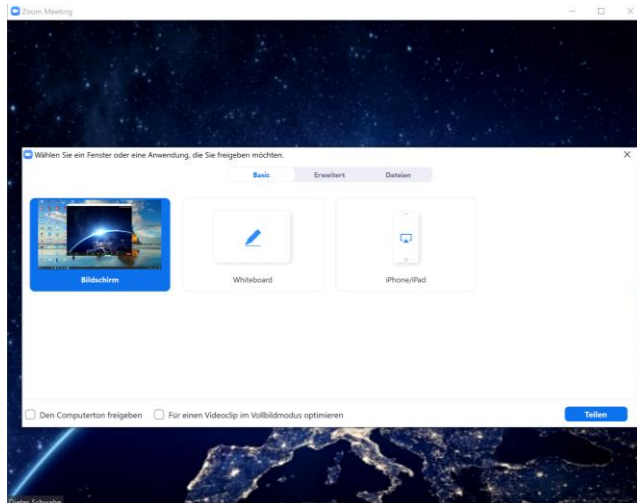 Zoom Meeting
Wählen Sie ein Fenster oder eine Anwendung, die Sie freigeben möchten.
Basic Erweitert Dateien
Bildschirm Whiteboard iPhone/iPad
Den Computerton freigeben Für einen Videoclip im Vollbildmodus optimieren Teilen
Dieter Schwabe